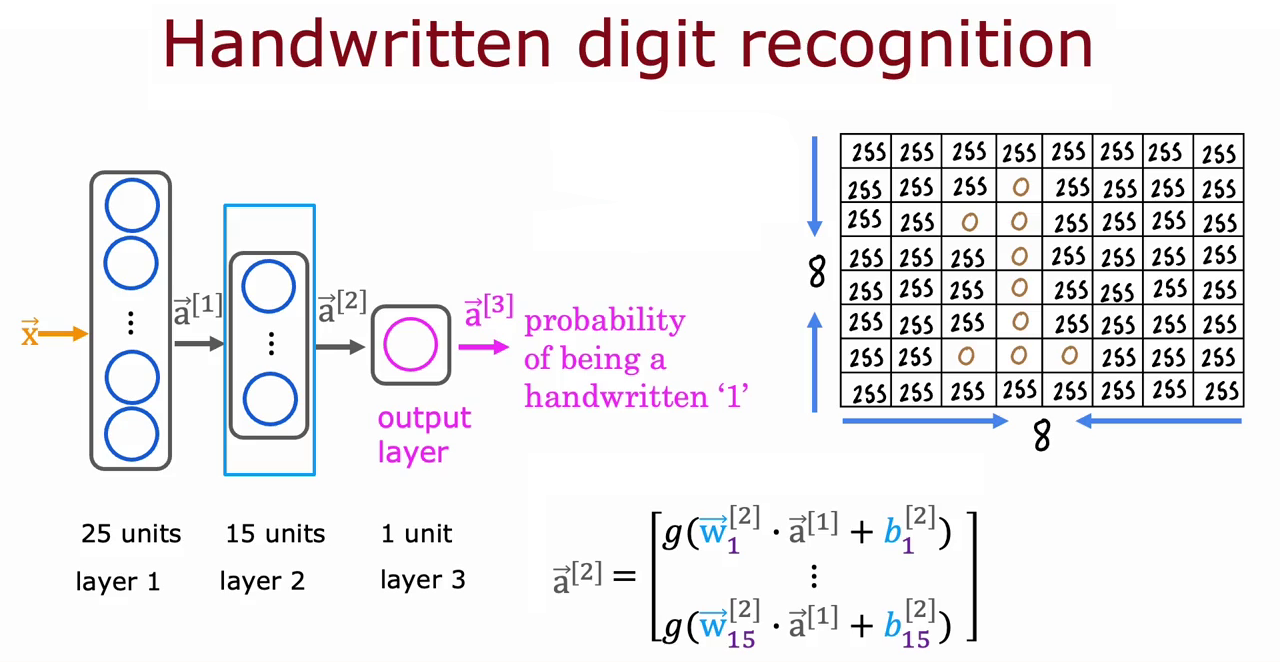 Handwritten digit recognition
x⃗
a⃗[1]
a⃗[2]
a⃗[3]
probability
of being a
handwritten ‘1’
output
layer
25 units
15 units
1 unit
layer 1
layer 2
layer 3
8
255 255 255 255 255 255 255 255
255 255 255 0 255 255 255 255
255 255 0 0 255 255 255 255
255 255 255 0 255 255 255 255
255 255 255 0 255 255 255 255
255 255 255 0 255 255 255 255
255 255 0 0 0 255 255 255
255 255 255 255 255 255 255 255
8
a⃗[2] =
g(w⃗1[2] · a⃗[1] + b1[2])
⋮
g(w⃗15[2] · a⃗[1] + b15[2])